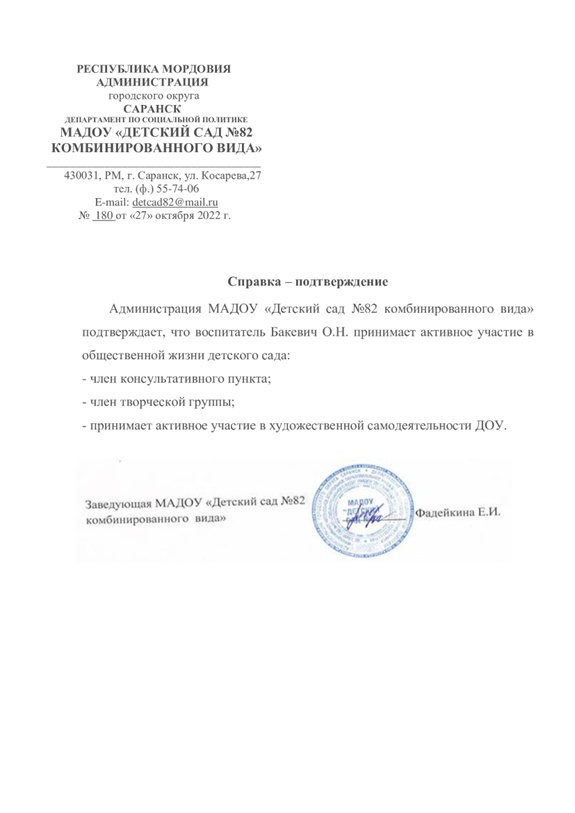 РЕСПУБЛИКА МОРДОВИЯ
АДМИНИСТРАЦИЯ
городского округа
САРАНСК
ДЕПАРТАМЕНТ ПО СОЦИАЛЬНОЙ ПОЛИТИКЕ
МАДОУ «ДЕТСКИЙ САД №82
КОМБИНИРОВАННОГО ВИДА»
430031, РМ, г. Саранск, ул. Косарева,27
тел. (ф.) 55-74-06
E-mail: detcad82@mail.ru
№ 180 от «27» октября 2022 г.
Справка – подтверждение
Администрация МАДОУ «Детский сад №82 комбинированного вида»
подтверждает, что воспитатель Бакевич О.Н. принимает активное участие в
общественной жизни детского сада:
- член консультативного пункта;
- член творческой группы;
- принимает активное участие в художественной самодеятельности ДОУ.
Заведующая МАДОУ «Детский сад №82
комбинированного вида»
МАДОУ
"ДЕТСКИЙ
Фадейкина Е.И.